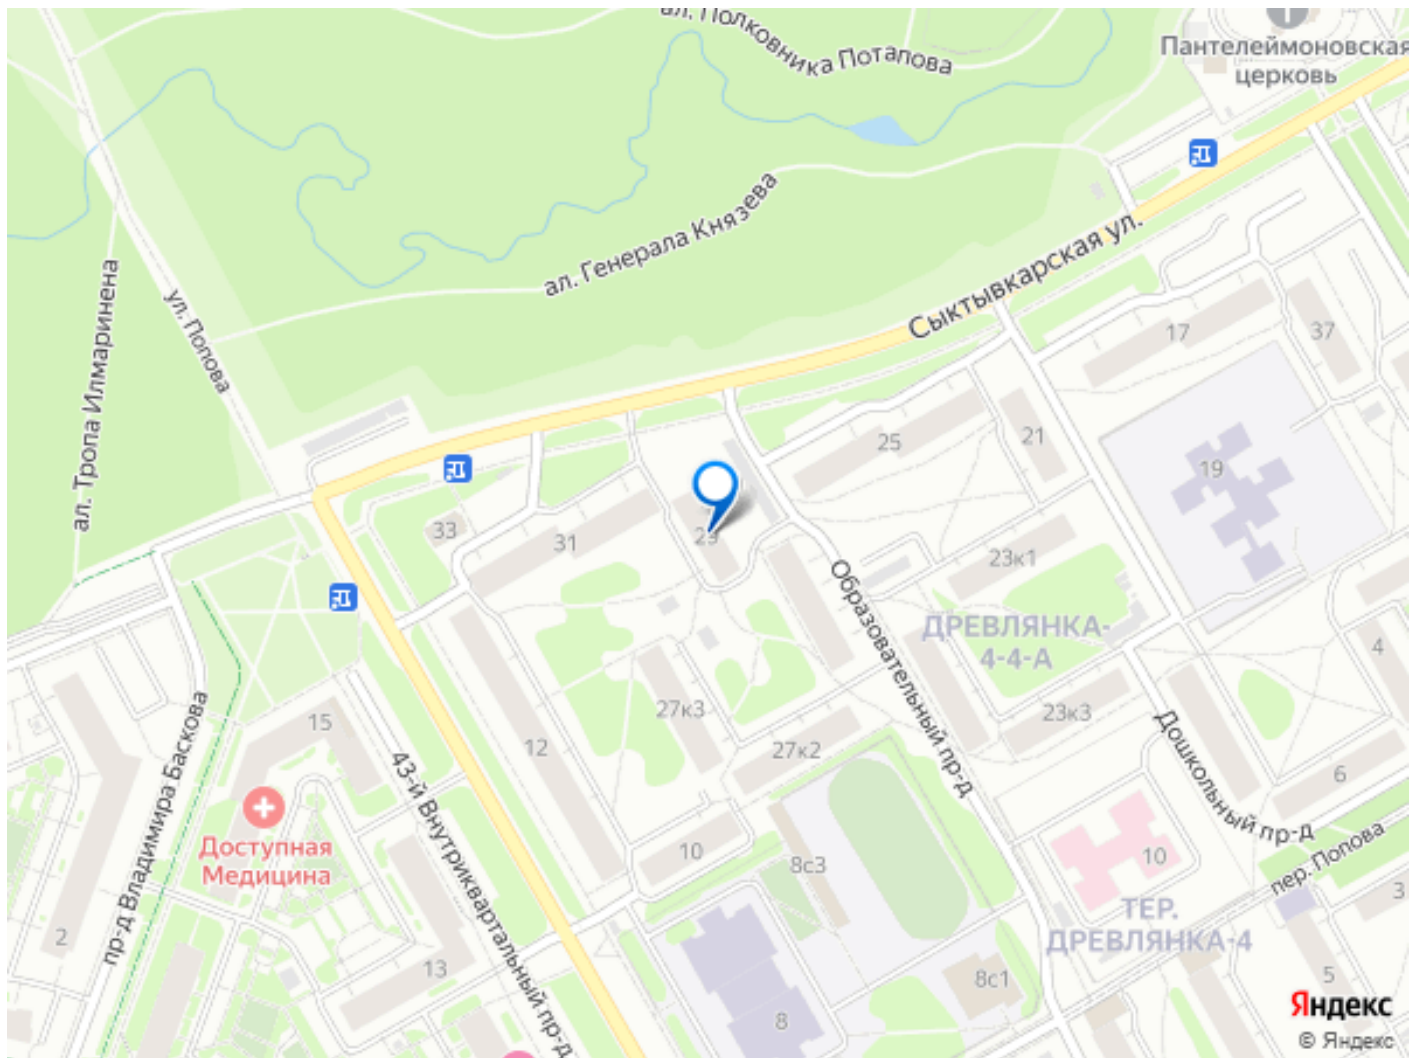 ал. Полковника Потапова
Пантелеймоновская
церковь
ал. Генерала Князева
Сыктывкарская ул.
ул. Попова
ал. Тропа Илмаринена
17
37
25
21
19
33
31
29
23к1
Образовательный пр-д
ДРЕВЛЯНКА-
4-4-А
4
27к3
23к3
15
12
27к2
Дошкольный пр-д
6
43-й Внутриквартальный пр-д
пр-д Владимира Баскова
Доступная
Медицина
10
8с3
10
пер. Попова
3
ТЕР.
ДРЕВЛЯНКА-4
2
13
8с1
5
8
Яндекс
© Яндекс